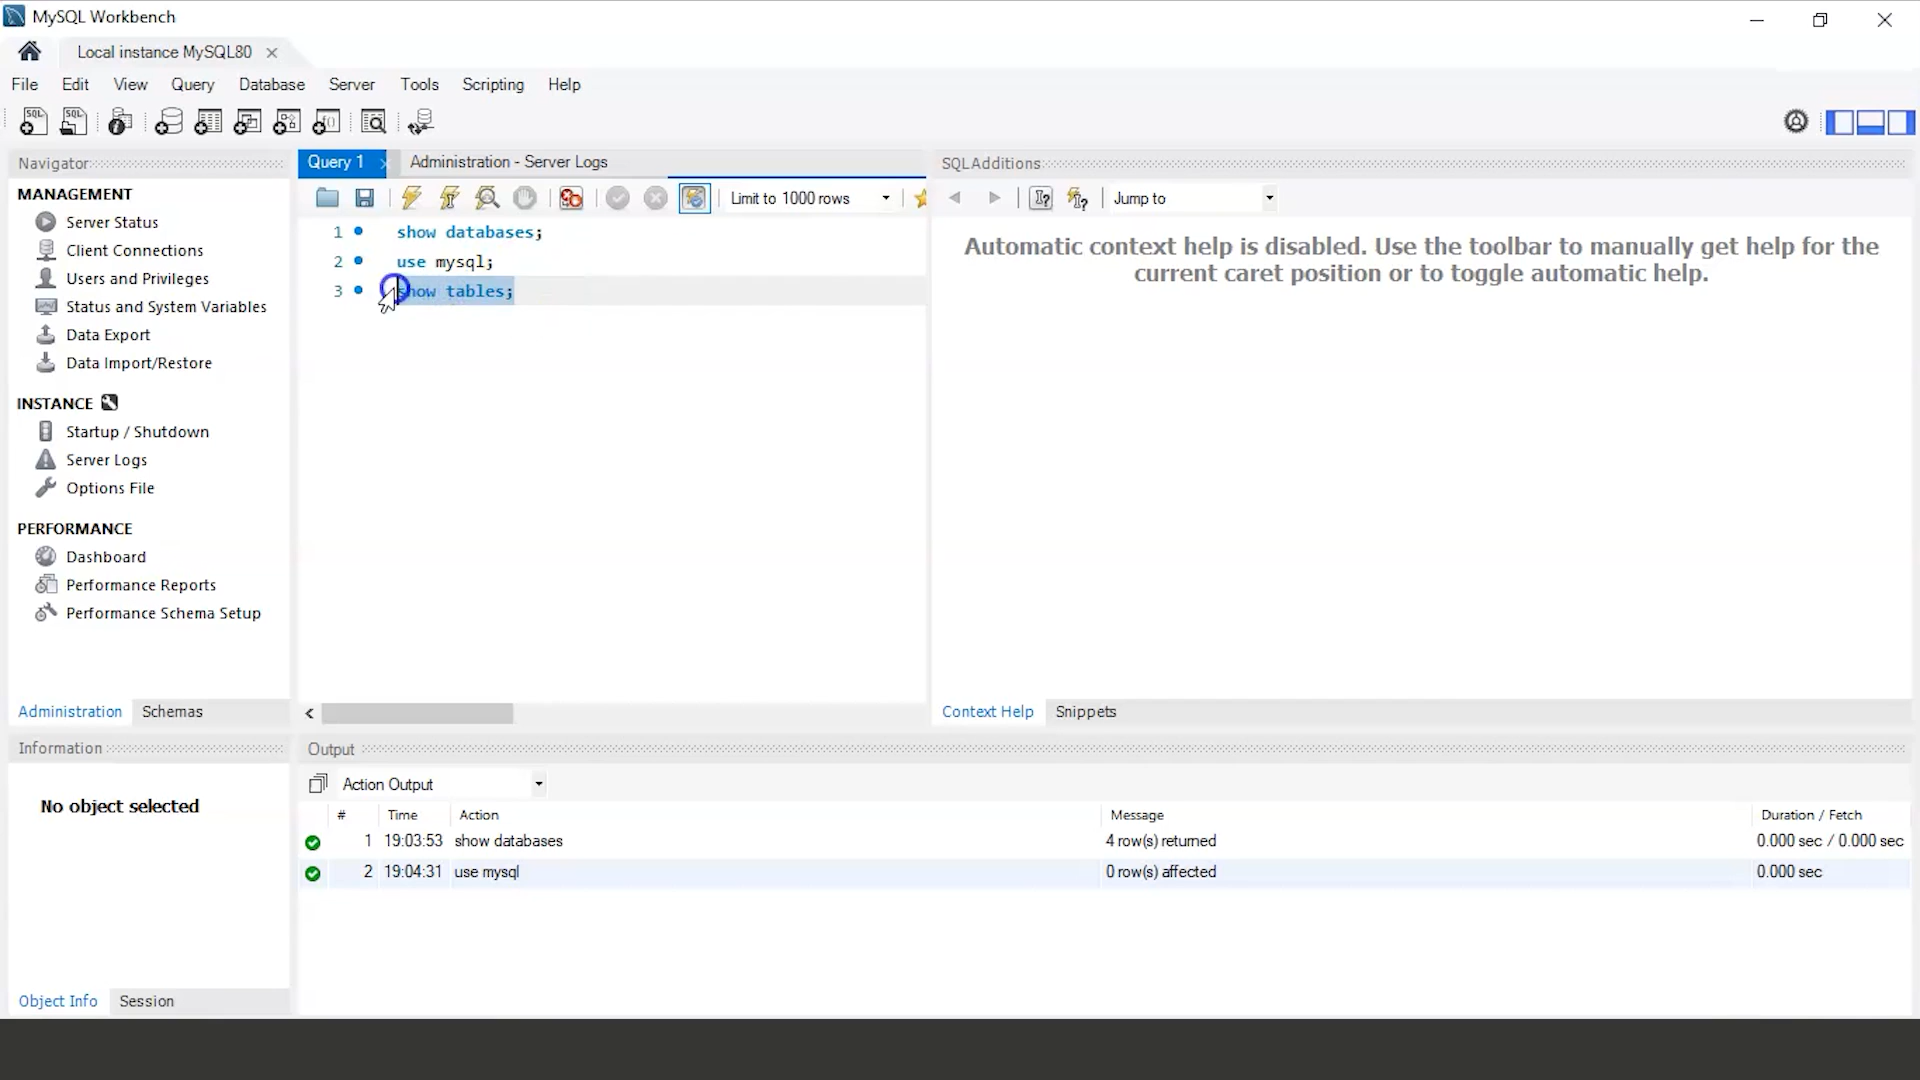 MySQL Workbench
Local instance MySQL80
File Edit View Query Database Server Tools Scripting Help
Navigator
MANAGEMENT
Server Status
Client Connections
Users and Privileges
Status and System Variables
Data Export
Data Import/Restore
INSTANCE
Startup / Shutdown
Server Logs
Options File
PERFORMANCE
Dashboard
Performance Reports
Performance Schema Setup
Administration Schemas
Query 1 Administration - Server Logs
Limit to 1000 rows
1 show databases;
2 use mysql;
3 show tables;
SQLAdditions
Jump to
Automatic context help is disabled. Use the toolbar to manually get help for the
current caret position or to toggle automatic help.
Context Help Snippets
Information
No object selected
Object Info Session
Output
Action Output
# Time Action Message Duration / Fetch
1 19:03:53 show databases 4 row(s) returned 0.000 sec / 0.000 sec
2 19:04:31 use mysql 0 row(s) affected 0.000 sec